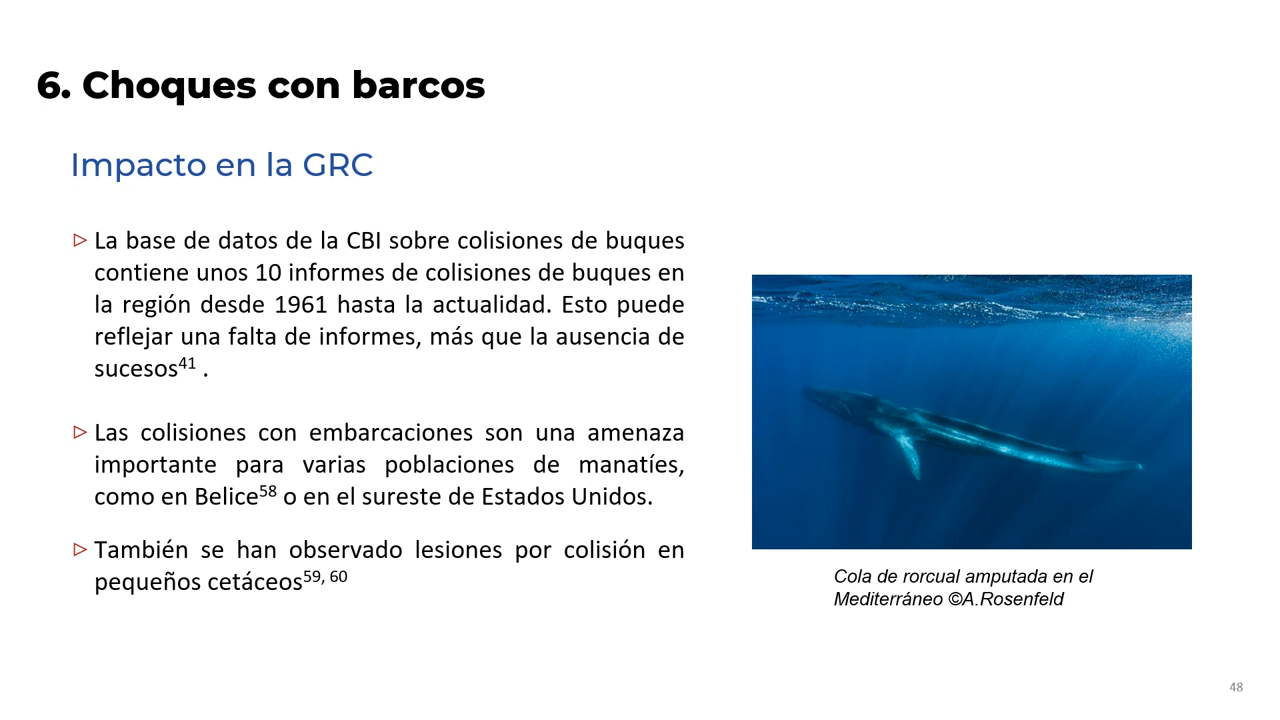 6. Choques con barcos
Impacto en la GRC
▷ La base de datos de la CBI sobre colisiones de buques
contiene unos 10 informes de colisiones de buques en
la región desde 1961 hasta la actualidad. Esto puede
reflejar una falta de informes, más que la ausencia de
sucesos41 .
▷ Las colisiones con embarcaciones son una amenaza
importante para varias poblaciones de manatíes,
como en Belice58 o en el sureste de Estados Unidos.
▷ También se han observado lesiones por colisión en
pequeños cetáceos59, 60
Cola de rorcual amputada en el
Mediterráneo ©A.Rosenfeld
48